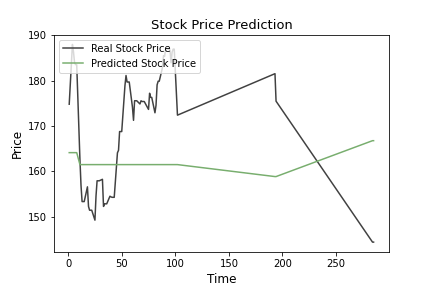 Stock Price Prediction
Real Stock Price
Predicted Stock Price
Price
190
180
170
160
150
0 50 100 150 200 250
Time